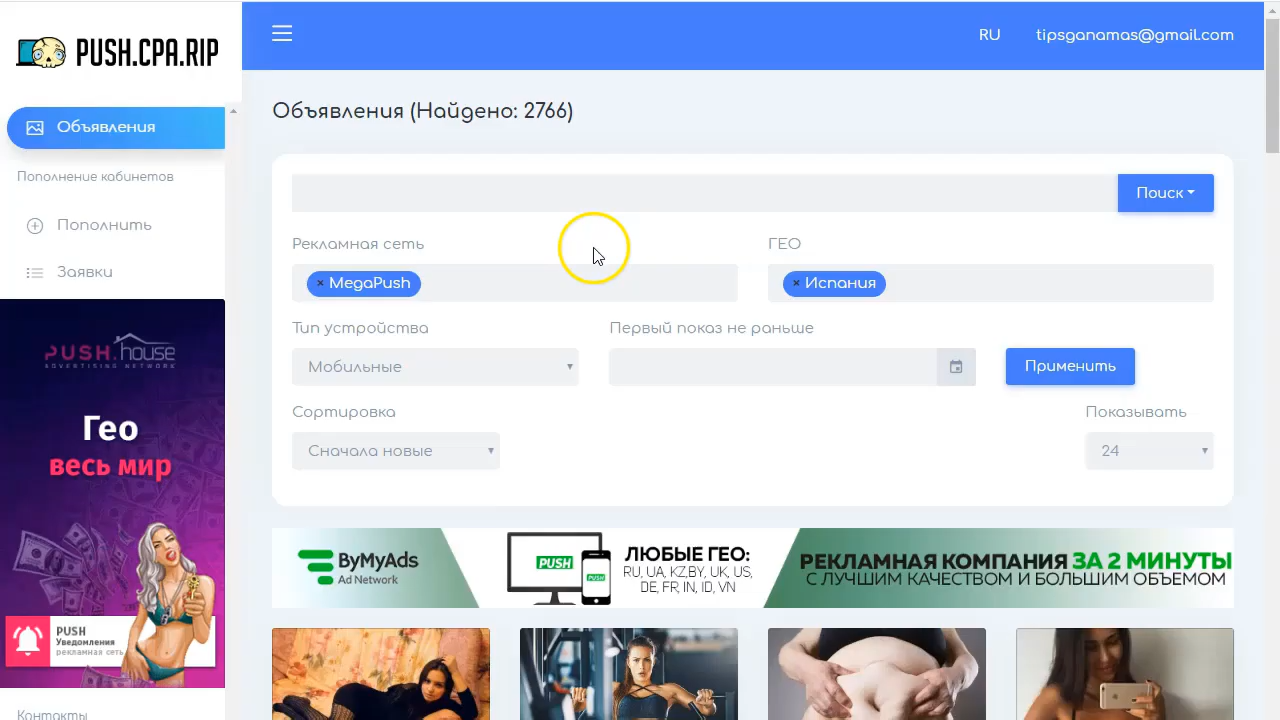 PUSH.CPA.RIP
RU
tipsganamas@gmail.com
Объявления
Пополнение кабинетов
Пополнить
Заявки
PUSH.house
ADVERTISING NETWORK
Гео
весь мир
PUSH
Уведомления
рекламная сеть
Контакты
Объявления (Найдено: 2766)
Поиск
Рекламная сеть
ГЕО
× MegaPush
× Испания
Тип устройства
Первый показ не раньше
Мобильные
Применить
Сортировка
Показывать
Сначала новые
24
ByMyAds
Ad Network
PUSH
PUSH
ЛЮБЫЕ ГЕО:
RU, UA, KZ,BY, UK, US,
DE, FR, IN, ID, VN
РЕКЛАМНАЯ КОМПАНИЯ ЗА 2 МИНУТЫ
С ЛУЧШИМ КАЧЕСТВОМ И БОЛЬШИМ ОБЪЕМОМ